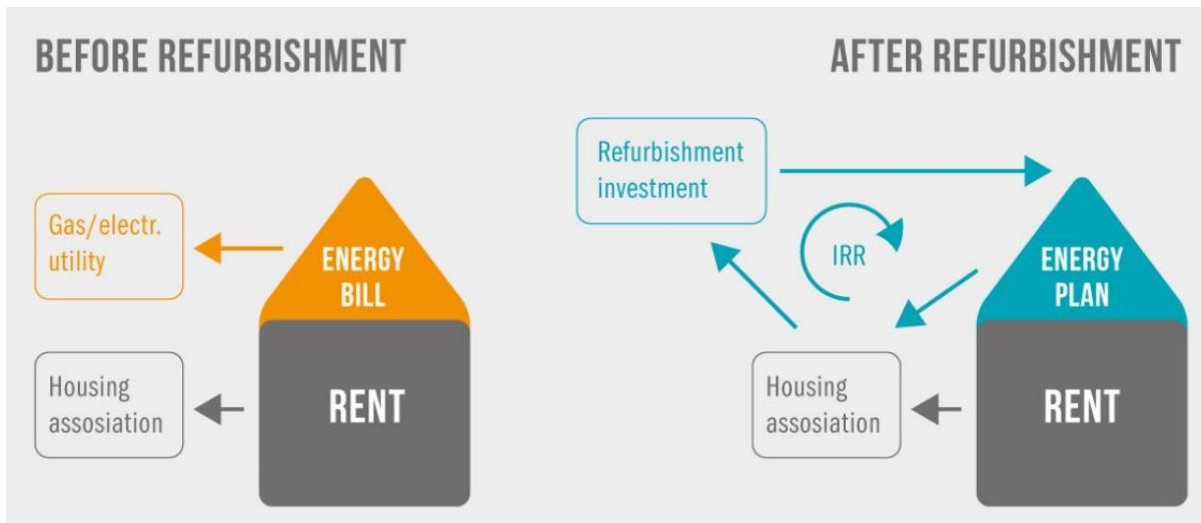 BEFORE REFURBISHMENT
Gas/electr.
utility
ENERGY
BILL
Housing
assosiation
RENT
AFTER REFURBISHMENT
Refurbishment
investment
IRR
ENERGY
PLAN
Housing
assosiation
RENT